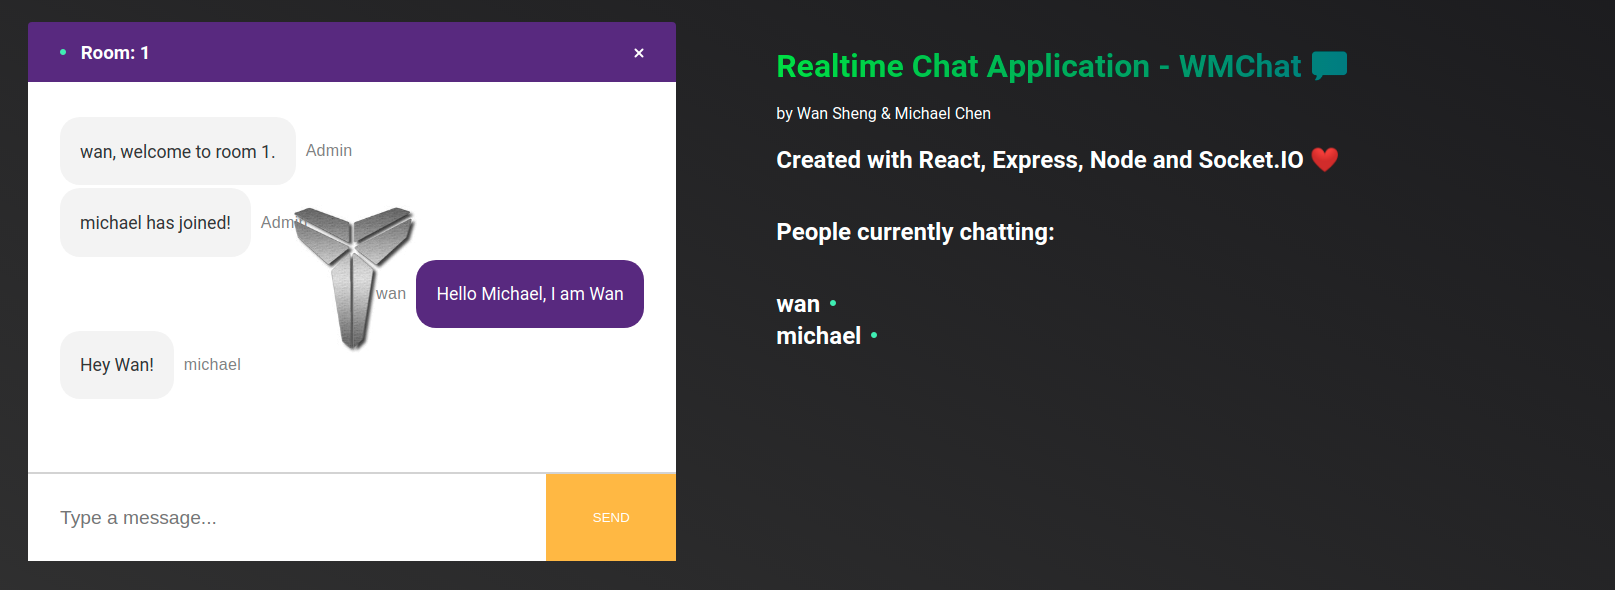 Room: 1 ×
wan, welcome to room 1. Admin
michael has joined! Admin
wan Hello Michael, I am Wan
Hey Wan! michael
Type a message...
SEND
Realtime Chat Application - WMChat
by Wan Sheng & Michael Chen
Created with React, Express, Node and Socket.IO ❤️
People currently chatting:
wan
michael